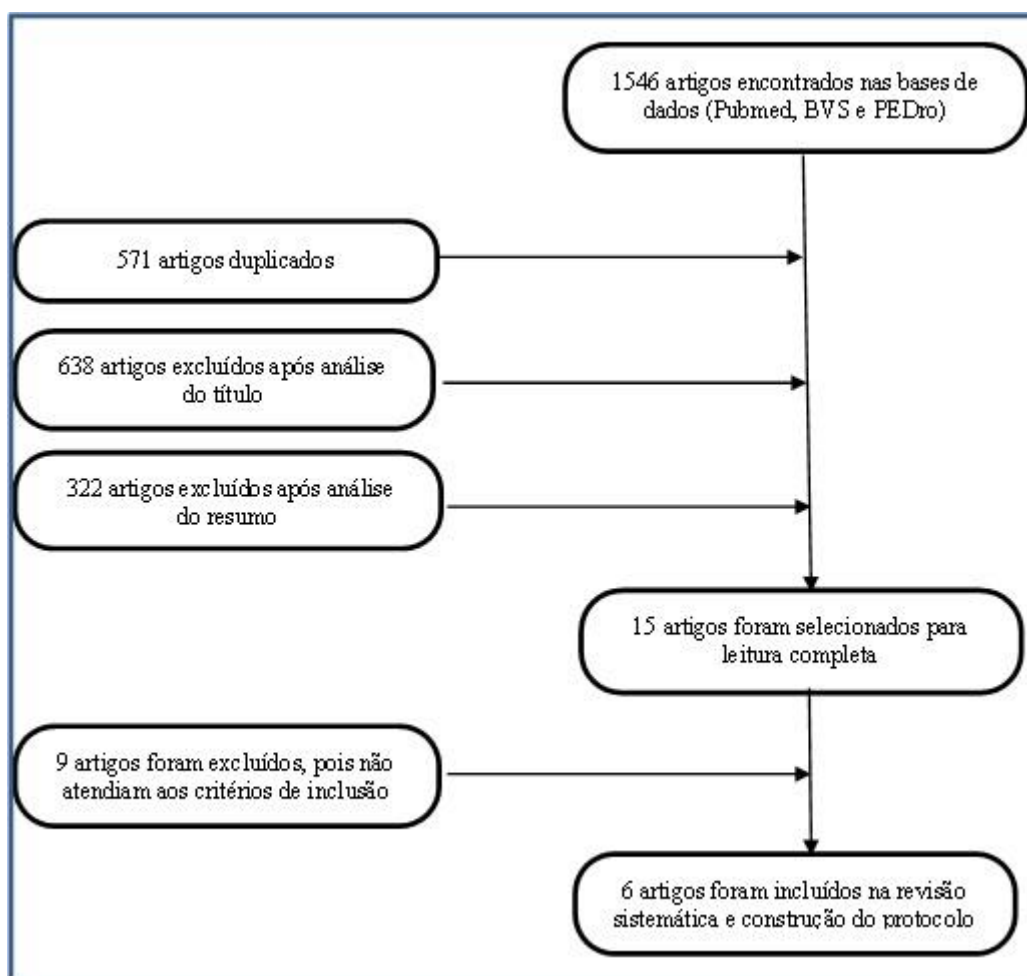 1546 artigos encontrados nas bases de
dados (Pubmed, BVS e PEDro)
571 artigos duplicados
638 artigos excluídos após análise
do título
322 artigos excluídos após análise
do resumo
15 artigos foram selecionados para
leitura completa
9 artigos foram excluídos, pois não
atendiam aos critérios de inclusão
6 artigos foram incluídos na revisão
sistemática e construção do protocolo